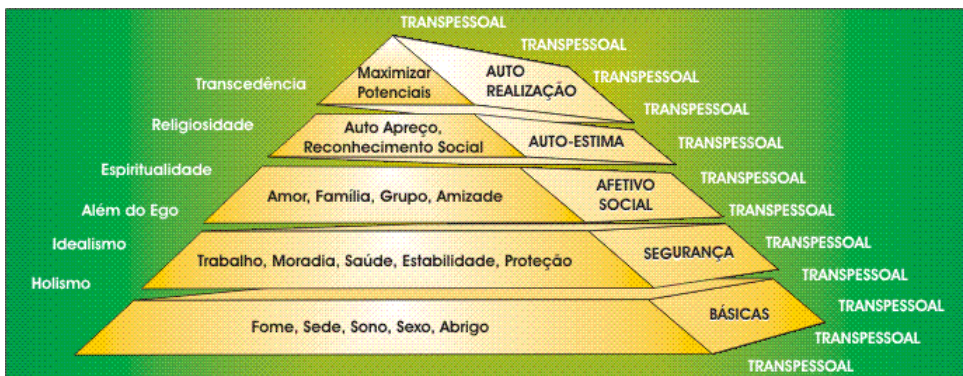 TRANSPESSOAL
TRANSPESSOAL
TRANSPESSOAL
TRANSPESSOAL
TRANSPESSOAL
TRANSPESSOAL
TRANSPESSOAL
TRANSPESSOAL
TRANSPESSOAL
TRANSPESSOAL
TRANSPESSOAL
TRANSPESSOAL
Transcedência
Religiosidade
Espiritualidade
Além do Ego
Idealismo
Holismo
Maximizar
Potenciais
AUTO
REALIZAÇÃO
Auto Apreço,
Reconhecimento Social
AUTO-ESTIMA
Amor, Família, Grupo, Amizade
AFETIVO
SOCIAL
Trabalho, Moradia, Saúde, Estabilidade, Proteção
SEGURANÇA
Fome, Sede, Sono, Sexo, Abrigo
BÁSICAS